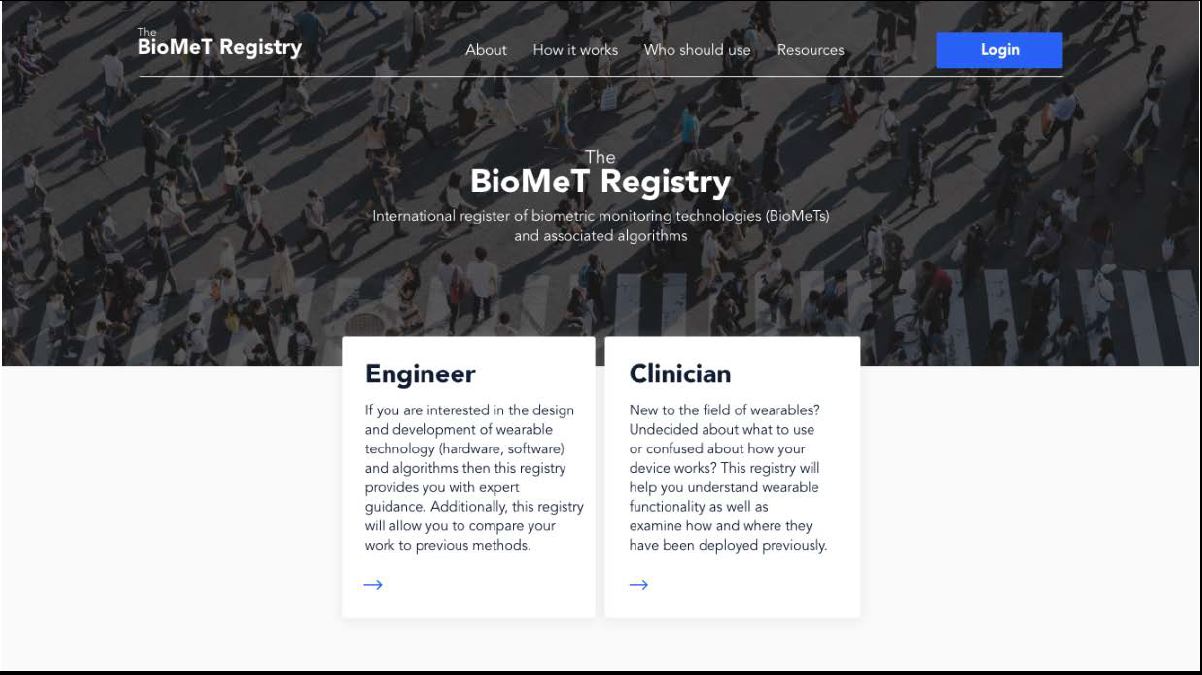 The
BioMeT Registry
About
How it works
Who should use
Resources
Login
The
BioMeT Registry
International register of biometric monitoring technologies (BioMeTs)
and associated algorithms
Engineer
If you are interested in the design
and development of wearable
technology (hardware, software)
and algorithms then this registry
provides you with expert
guidance. Additionally, this registry
will allow you to compare your
work to previous methods.
Clinician
New to the field of wearables?
Undecided about what to use
or confused about how your
device works? This registry will
help you understand wearable
functionality as well as
examine how and where they
have been deployed previously.